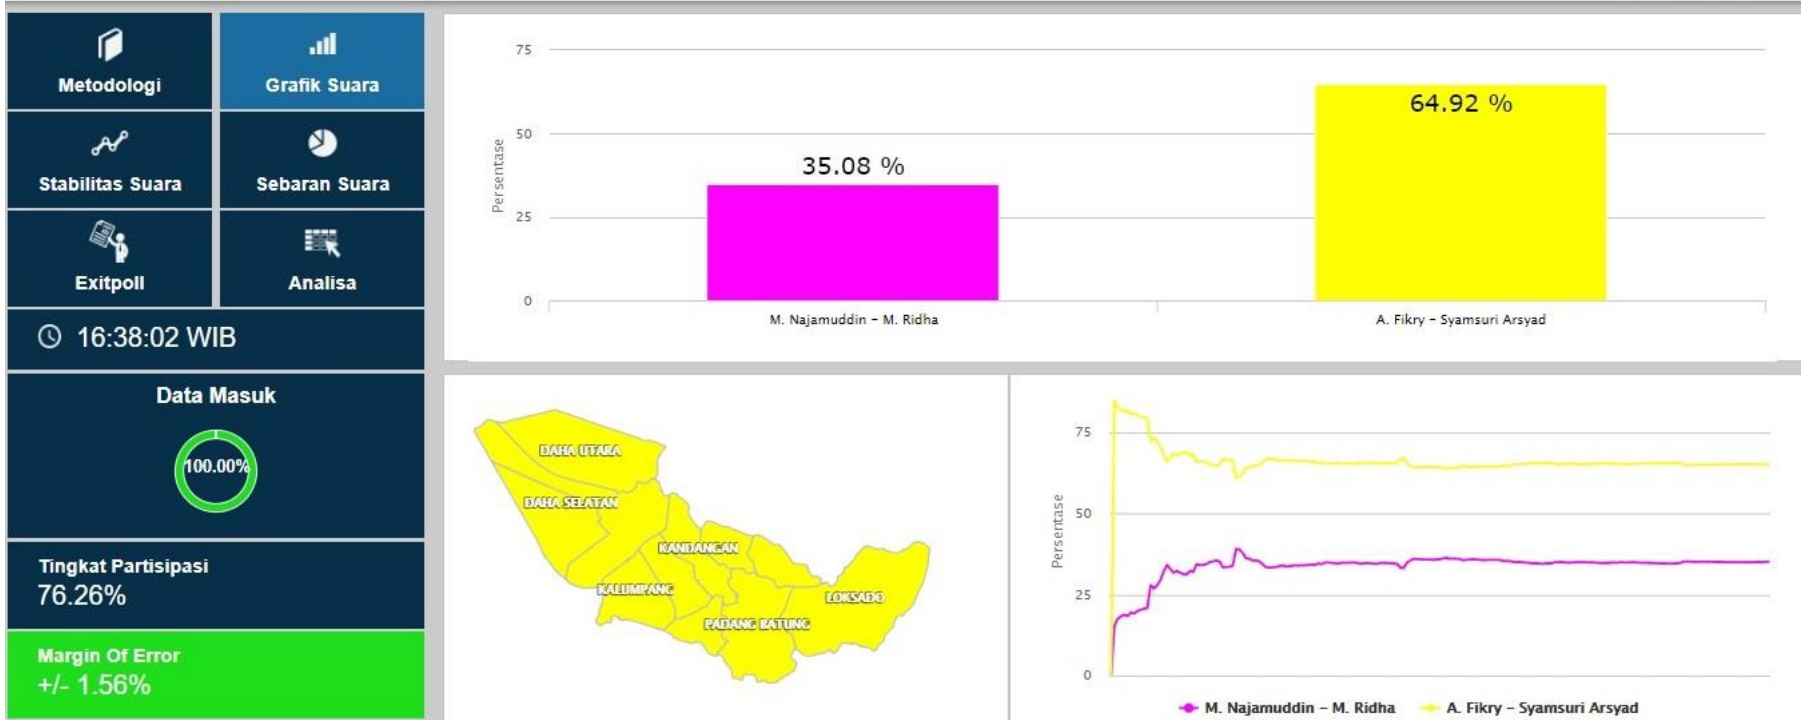 Metodologi
Grafik Suara
Stabilitas Suara
Sebaran Suara
Exitpoll
Analisa
16:38:02 WIB
Data Masuk
100.00%
Tingkat Partisipasi
76.26%
Margin Of Error
+/- 1.56%
75
50
25
0
Persentase
35.08 %
64.92 %
M. Najamuddin - M. Ridha
A. Fikry - Syamsuri Arsyad
DAHA UTARA
DAHA SELATAN
KANDANGAN
KALUMPANG
LOKSADO
PADANG BATUNG
75
50
25
0
Persentase
M. Najamuddin - M. Ridha
A. Fikry - Syamsuri Arsyad